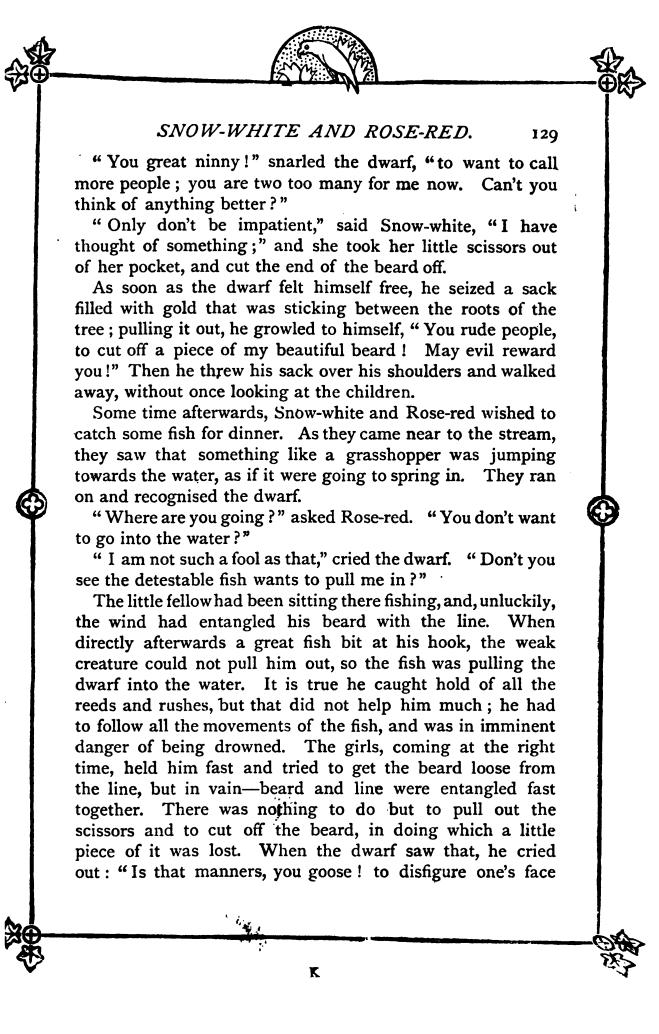 SNOW-WHITE AND ROSE-RED. 129
“ You great ninny !” snarled the dwarf, “to want to call
more people ; you are two too many for me now. Can’t you
think of anything better ? ”
“ Only don’t be impatient,” said Snow-white, “ I have
thought of something ; ” and she took her little scissors out
of her pocket, and cut the end of the beard off.
As soon as the dwarf felt himself free, he seized a sack
filled with gold that was sticking between the roots of the
tree ; pulling it out, he growled to himself, “ You rude people,
to cut off a piece of my beautiful beard ! May evil reward
you !” Then he threw his sack over his shoulders and walked
away, without once looking at the children.
Some time afterwards, Snow-white and Rose-red wished to
catch some fish for dinner. As they came near to the stream,
they saw that something like a grasshopper was jumping
towards the water, as if it were going to spring in. They ran
on and recognised the dwarf.
“ Where are you going ? ” asked Rose-red. “ You don’t want
to go into the water ? ”
“ I am not such a fool as that,” cried the dwarf. “ Don’t you
see the detestable fish wants to pull me in ? ”
The little fellow had been sitting there fishing, and, unluckily,
the wind had entangled his beard with the line. When
directly afterwards a great fish bit at his hook, the weak
creature could not pull him out, so the fish was pulling the
dwarf into the water. It is true he caught hold of all the
reeds and rushes, but that did not help him much ; he had
to follow all the movements of the fish, and was in imminent
danger of being drowned. The girls, coming at the right
time, held him fast and tried to get the beard loose from
the line, but in vain—beard and line were entangled fast
together. There was nothing to do but to pull out the
scissors and to cut off the beard, in doing which a little
piece of it was lost. When the dwarf saw that, he cried
out : “ Is that manners, you goose ! to disfigure one’s face
K